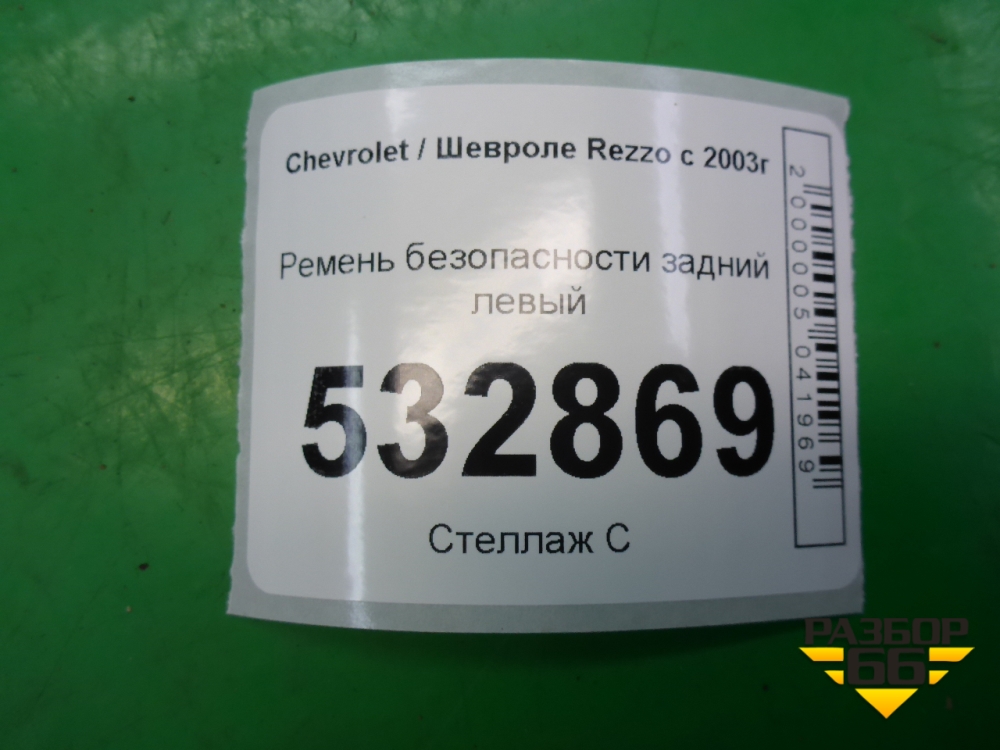 Chevrolet / Шевроле Rezzo с 2003г
Ремень безопасности задний
левый
532869
Стеллаж С
2000005041969
РАЗБОР
66